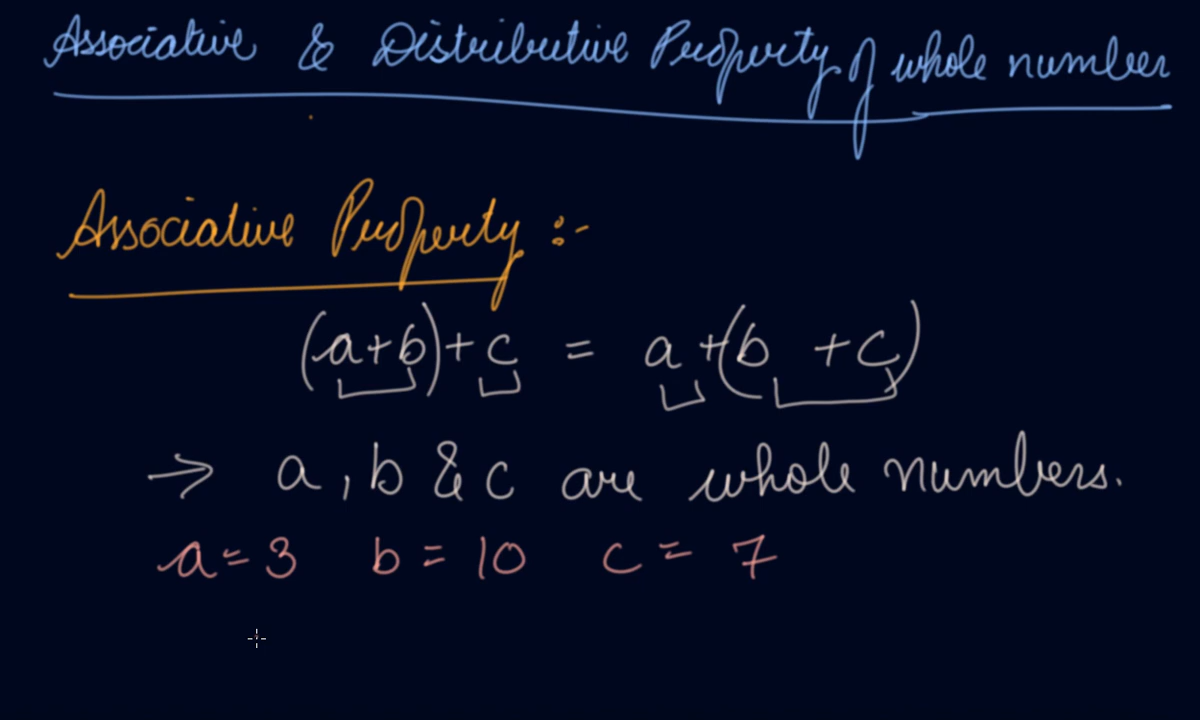 Associative & Distributive Property of whole number
Associative Property :-
(a+b)+c = a+(b+c)
→ a, b & c are whole numbers.
a=3 b=10 c=7